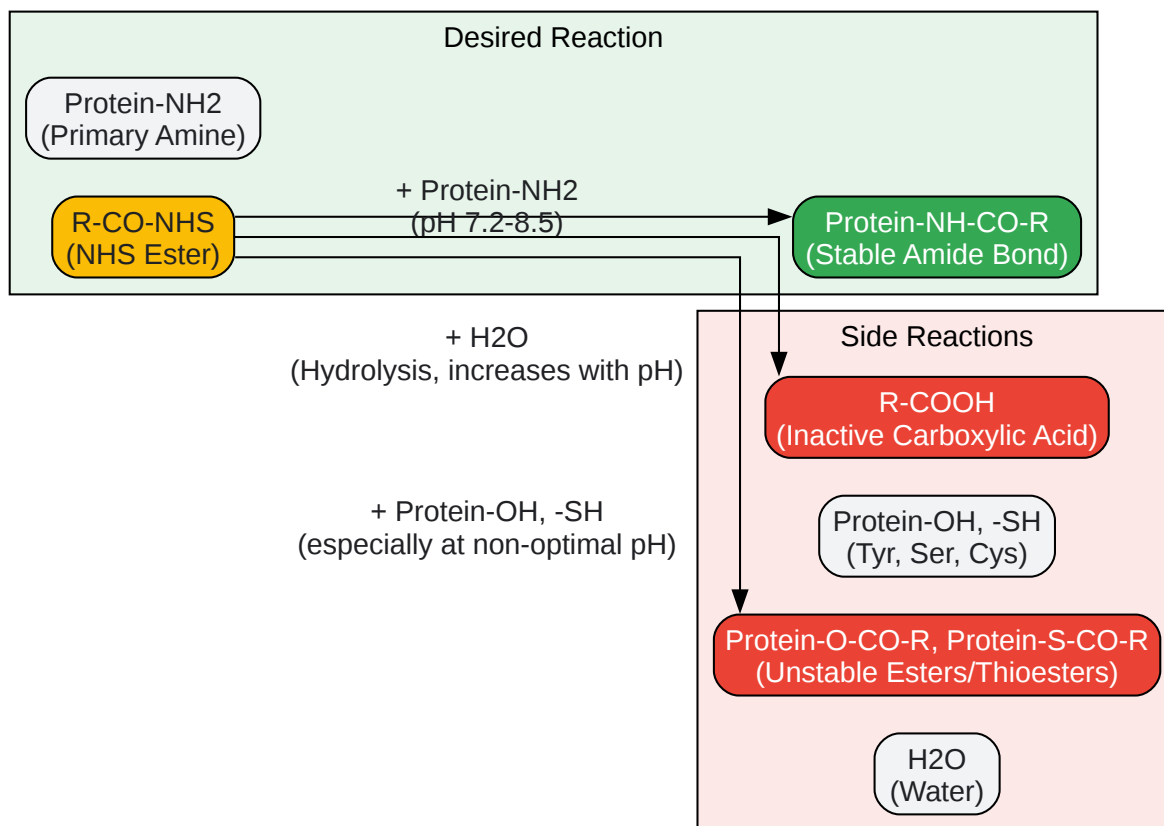 Desired Reaction
Protein-NH2
(Primary Amine)
+ Protein-NH2
(pH 7.2-8.5)
R-CO-NHS
(NHS Ester)
Protein-NH-CO-R
(Stable Amide Bond)
+ H2O
(Hydrolysis, increases with pH)
Side Reactions
R-COOH
(Inactive Carboxylic Acid)
+ Protein-OH, -SH
(especially at non-optimal pH)
Protein-OH, -SH
(Tyr, Ser, Cys)
Protein-O-CO-R, Protein-S-CO-R
(Unstable Esters/Thioesters)
H2O
(Water)